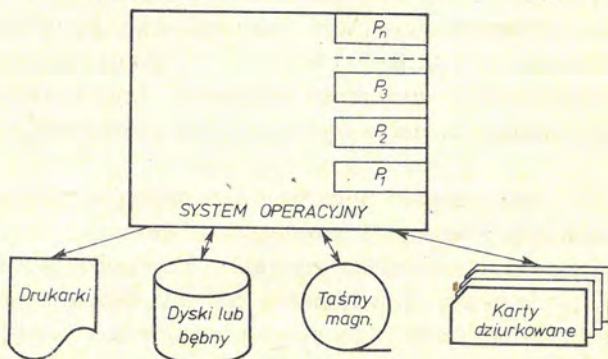 Pn
P3
P2
P1
SYSTEM OPERACYJNY
Drukarki
Dyski lub
bębny
Taśmy
magn.
Karty
dziurkowane